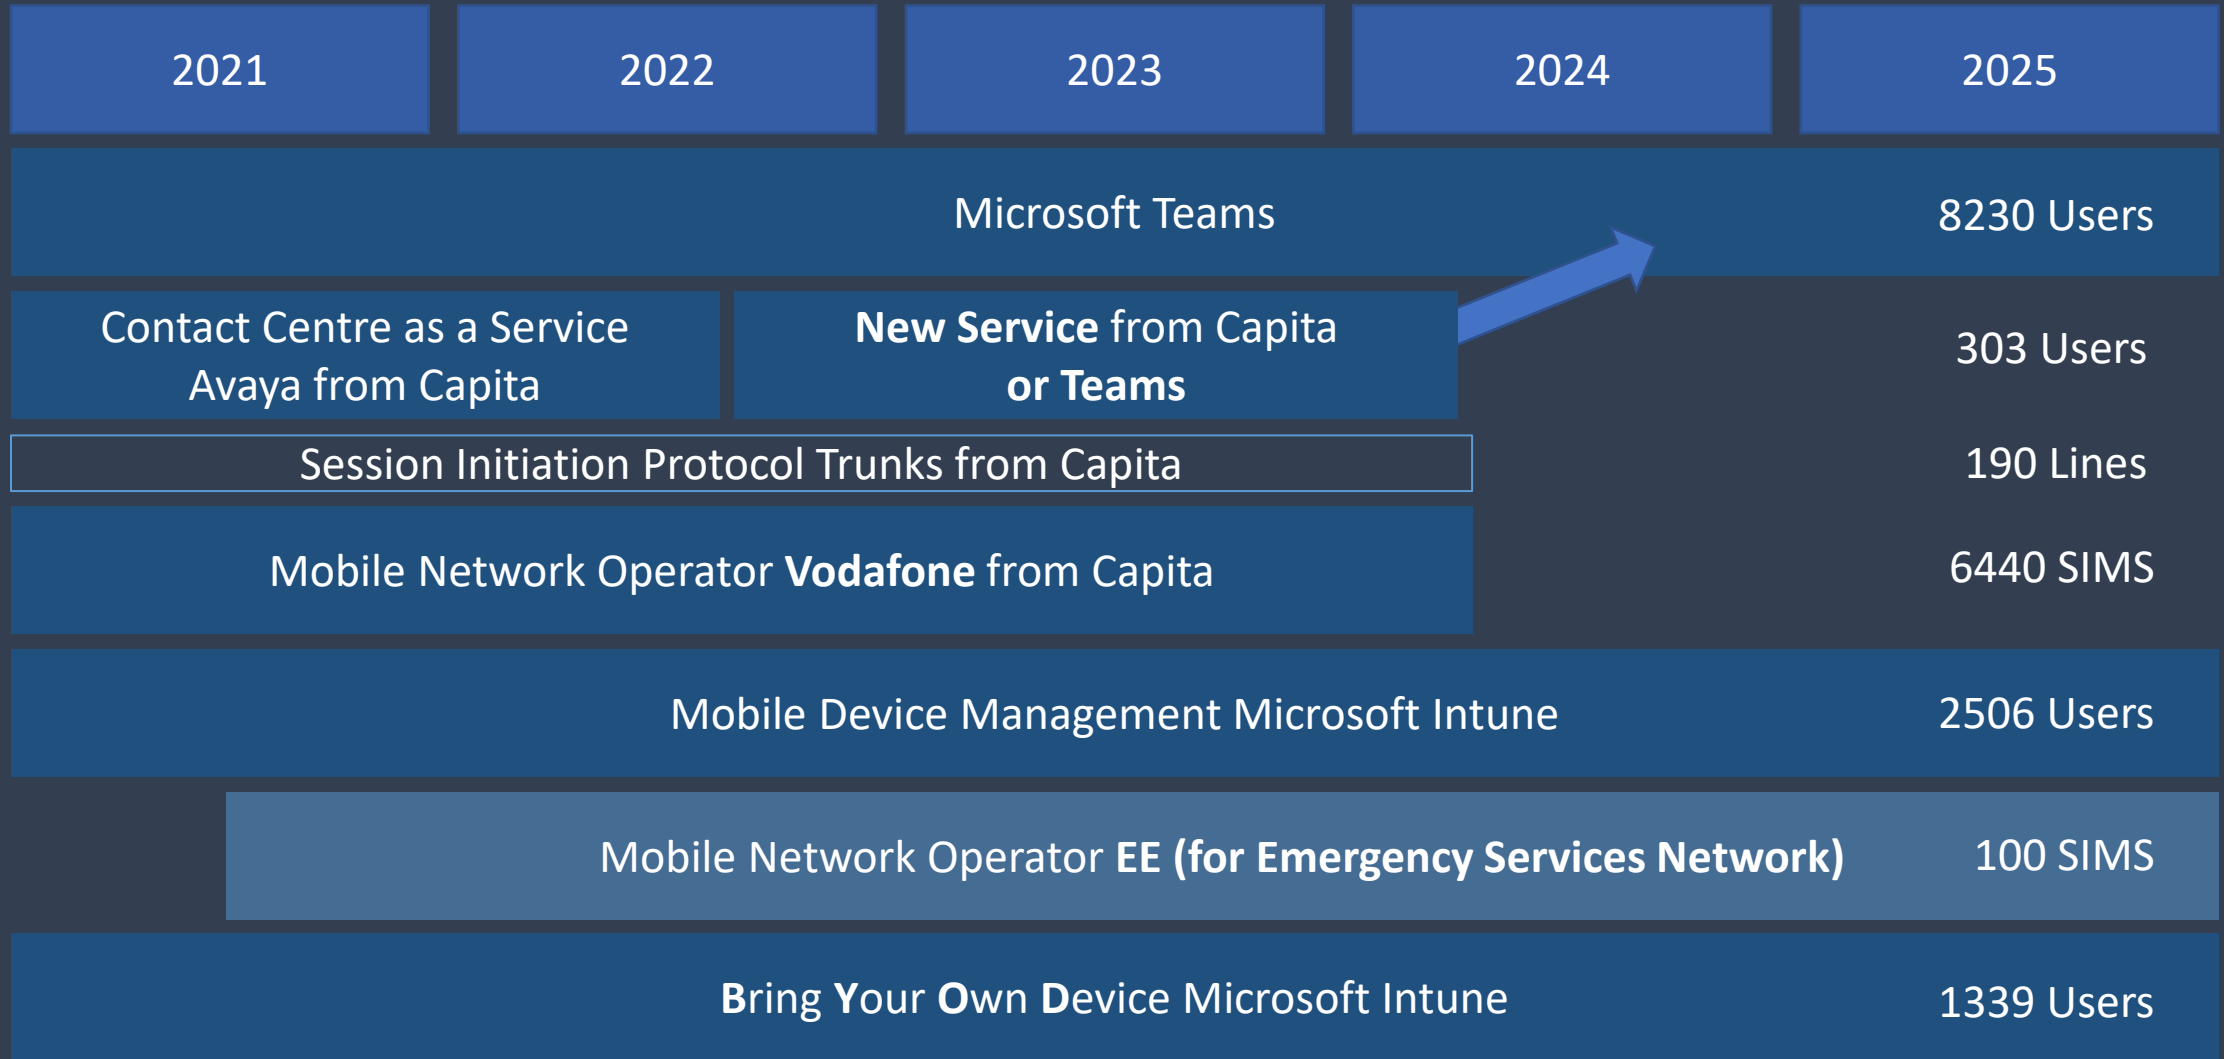 2021
2022
2023
2024
2025
Microsoft Teams
8230 Users
Contact Centre as a Service
Avaya from Capita
New Service from Capita
or Teams
303 Users
Session Initiation Protocol Trunks from Capita
190 Lines
Mobile Network Operator Vodafone from Capita
6440 SIMS
Mobile Device Management Microsoft Intune
2506 Users
Mobile Network Operator EE (for Emergency Services Network)
100 SIMS
Bring Your Own Device Microsoft Intune
1339 Users